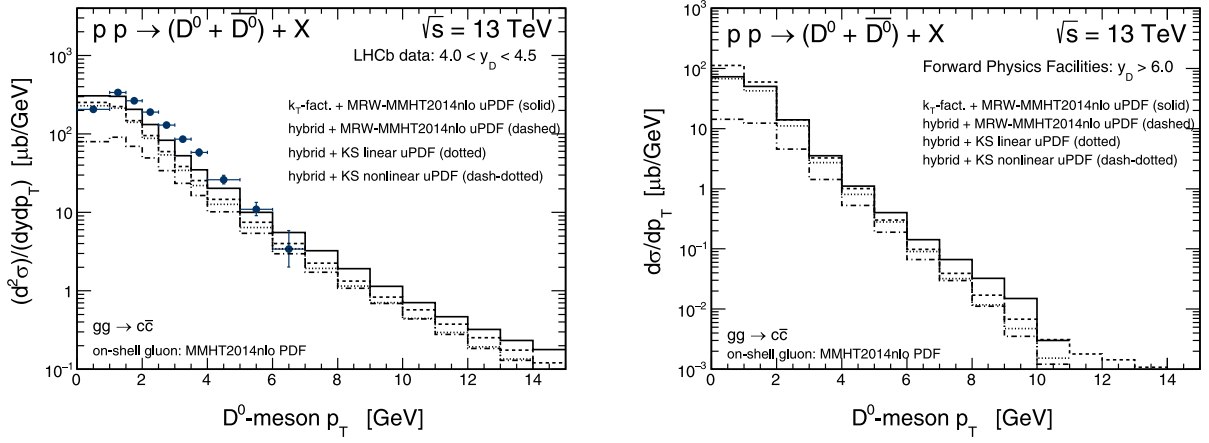 p p → (D⁰ + D̅⁰) + X √s = 13 TeV
LHCb data: 4.0 < y_D < 4.5
k_T-fact. + MRW-MMHT2014nlo uPDF (solid)
hybrid + MRW-MMHT2014nlo uPDF (dashed)
hybrid + KS linear uPDF (dotted)
hybrid + KS nonlinear uPDF (dash-dotted)
gg → cc̅
on-shell gluon: MMHT2014nlo PDF
(d²σ)/(dydp_T) [μb/GeV]
10³
10²
10
1
10⁻¹
0 2 4 6 8 10 12 14
D⁰-meson p_T [GeV]
p p → (D⁰ + D̅⁰) + X √s = 13 TeV
Forward Physics Facilities: y_D > 6.0
k_T-fact. + MRW-MMHT2014nlo uPDF (solid)
hybrid + MRW-MMHT2014nlo uPDF (dashed)
hybrid + KS linear uPDF (dotted)
hybrid + KS nonlinear uPDF (dash-dotted)
gg → cc̅
on-shell gluon: MMHT2014nlo PDF
dσ/dp_T [μb/GeV]
10³
10²
10
1
10⁻¹
10⁻²
10⁻³
0 2 4 6 8 10 12 14
D⁰-meson p_T [GeV]